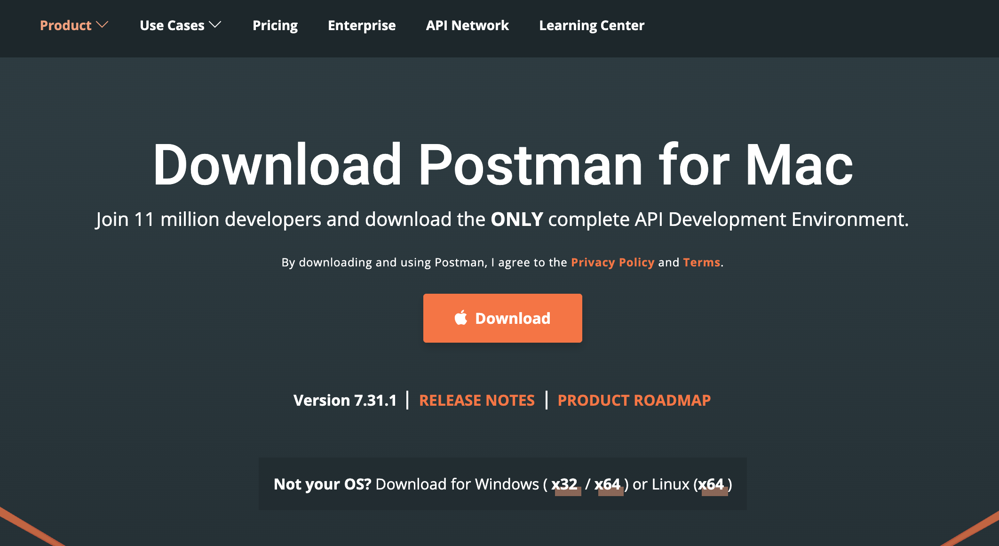 Product Use Cases Pricing Enterprise API Network Learning Center
Download Postman for Mac
Join 11 million developers and download the ONLY complete API Development Environment.
By downloading and using Postman, I agree to the Privacy Policy and Terms.
Download
Version 7.31.1 | RELEASE NOTES | PRODUCT ROADMAP
Not your OS? Download for Windows ( x32 / x64 ) or Linux (x64 )